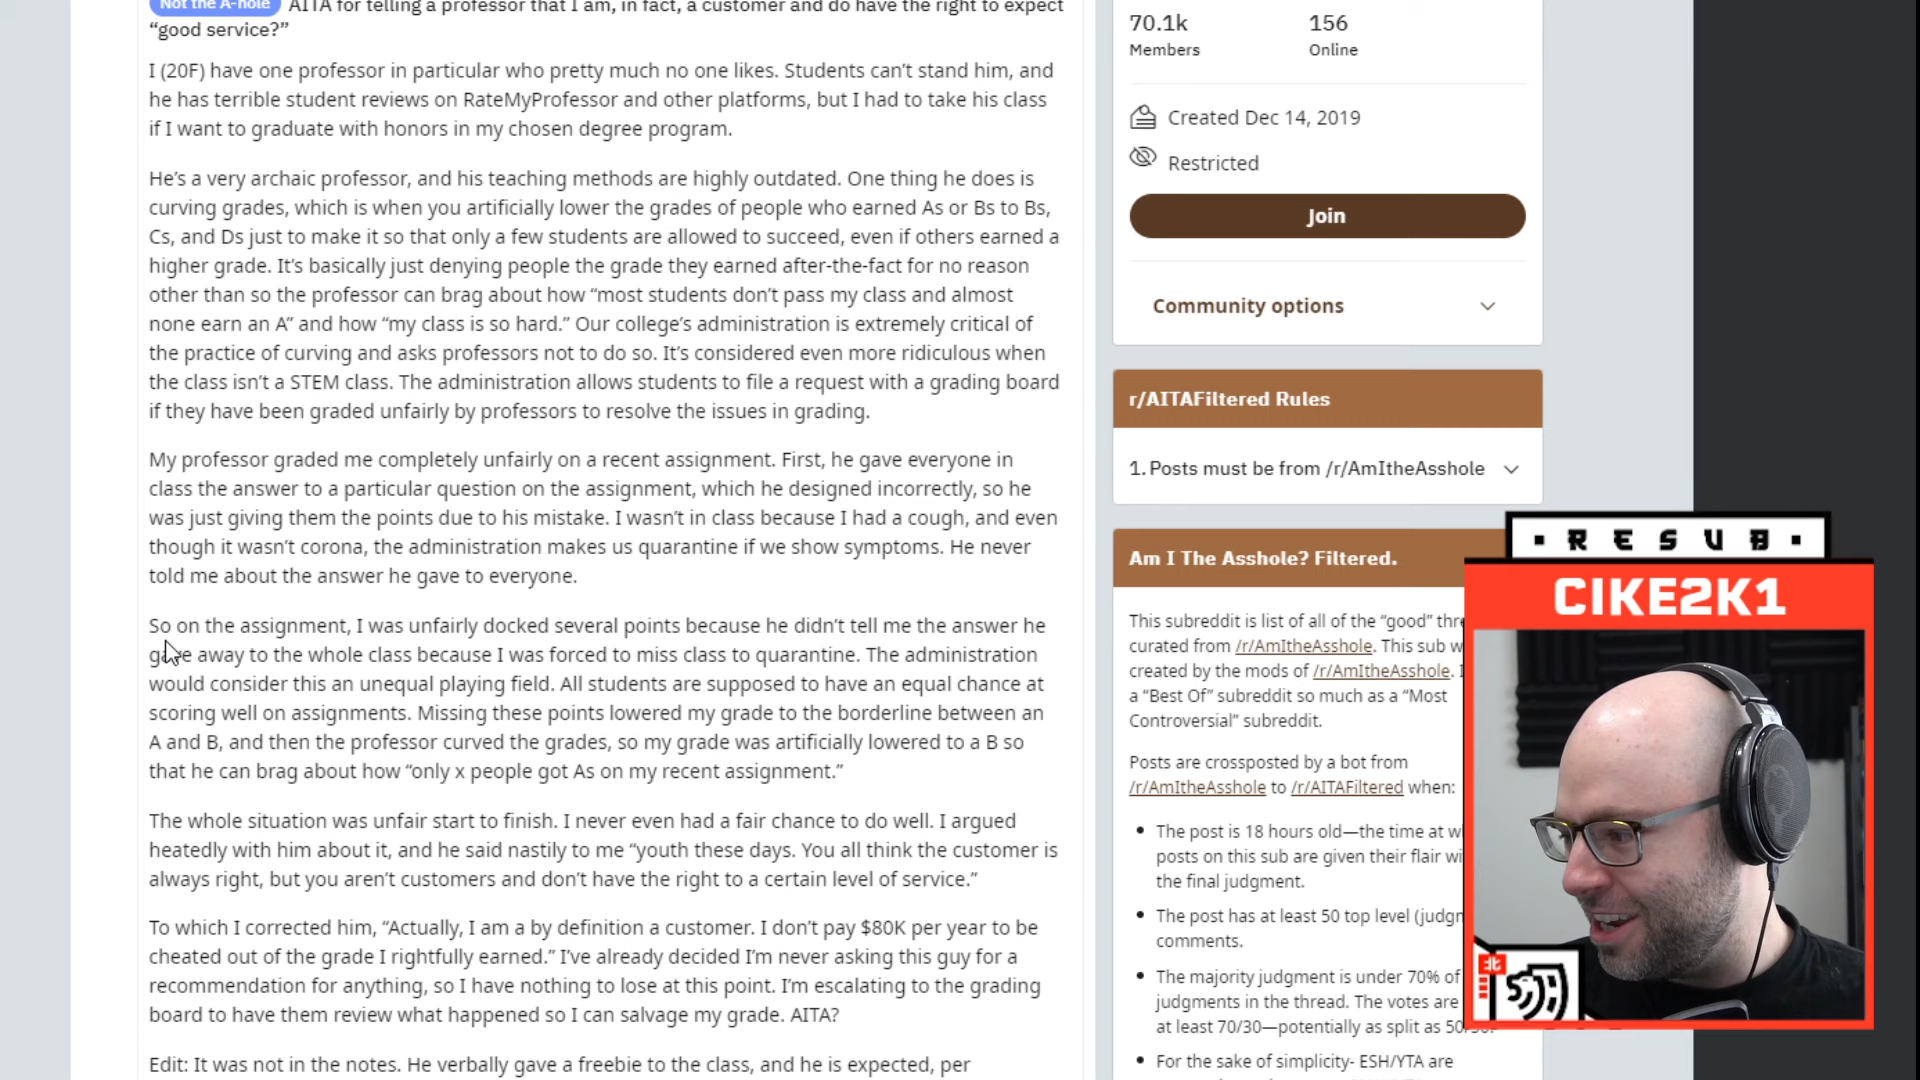 Not the A-hole AITA for telling a professor that I am, in fact, a customer and do have the right to expect
“good service?”
I (20F) have one professor in particular who pretty much no one likes. Students can’t stand him, and
he has terrible student reviews on RateMyProfessor and other platforms, but I had to take his class
if I want to graduate with honors in my chosen degree program.
He’s a very archaic professor, and his teaching methods are highly outdated. One thing he does is
curving grades, which is when you artificially lower the grades of people who earned As or Bs to Bs,
Cs, and Ds just to make it so that only a few students are allowed to succeed, even if others earned a
higher grade. It’s basically just denying people the grade they earned after-the-fact for no reason
other than so the professor can brag about how “most students don’t pass my class and almost
none earn an A” and how “my class is so hard.” Our college’s administration is extremely critical of
the practice of curving and asks professors not to do so. It’s considered even more ridiculous when
the class isn’t a STEM class. The administration allows students to file a request with a grading board
if they have been graded unfairly by professors to resolve the issues in grading.
My professor graded me completely unfairly on a recent assignment. First, he gave everyone in
class the answer to a particular question on the assignment, which he designed incorrectly, so he
was just giving them the points due to his mistake. I wasn’t in class because I had a cough, and even
though it wasn’t corona, the administration makes us quarantine if we show symptoms. He never
told me about the answer he gave to everyone.
So on the assignment, I was unfairly docked several points because he didn’t tell me the answer he
gave away to the whole class because I was forced to miss class to quarantine. The administration
would consider this an unequal playing field. All students are supposed to have an equal chance at
scoring well on assignments. Missing these points lowered my grade to the borderline between an
A and B, and then the professor curved the grades, so my grade was artificially lowered to a B so
that he can brag about how “only x people got As on my recent assignment.”
The whole situation was unfair start to finish. I never even had a fair chance to do well. I argued
heatedly with him about it, and he said nastily to me “youth these days. You all think the customer is
always right, but you aren’t customers and don’t have the right to a certain level of service.”
To which I corrected him, “Actually, I am a by definition a customer. I don’t pay $80K per year to be
cheated out of the grade I rightfully earned.” I’ve already decided I’m never asking this guy for a
recommendation for anything, so I have nothing to lose at this point. I’m escalating to the grading
board to have them review what happened so I can salvage my grade. AITA?
Edit: It was not in the notes. He verbally gave a freebie to the class, and he is expected, per
70.1k 156
Members Online
Created Dec 14, 2019
Restricted
Join
Community options
r/AITAFiltered Rules
1. Posts must be from /r/AmItheAsshole
Am I The Asshole? Filtered.
This subreddit is list of all of the “good”
curated from /r/AmItheAsshole. This sub
created by the mods of /r/AmItheAsshole.
a “Best Of” subreddit so much as a “Most
Controversial” subreddit.
Posts are crossposted by a bot from
/r/AmItheAsshole to /r/AITAFiltered when:
The post is 18 hours old—the time at
posts on this sub are given their flair
the final judgment.
The post has at least 50 top level
comments.
The majority judgment is under 70% of
judgments in the thread. The votes are
at least 70/30—potentially as split as
For the sake of simplicity- ESH/YTA are
RESUB
CIKE2K1
北